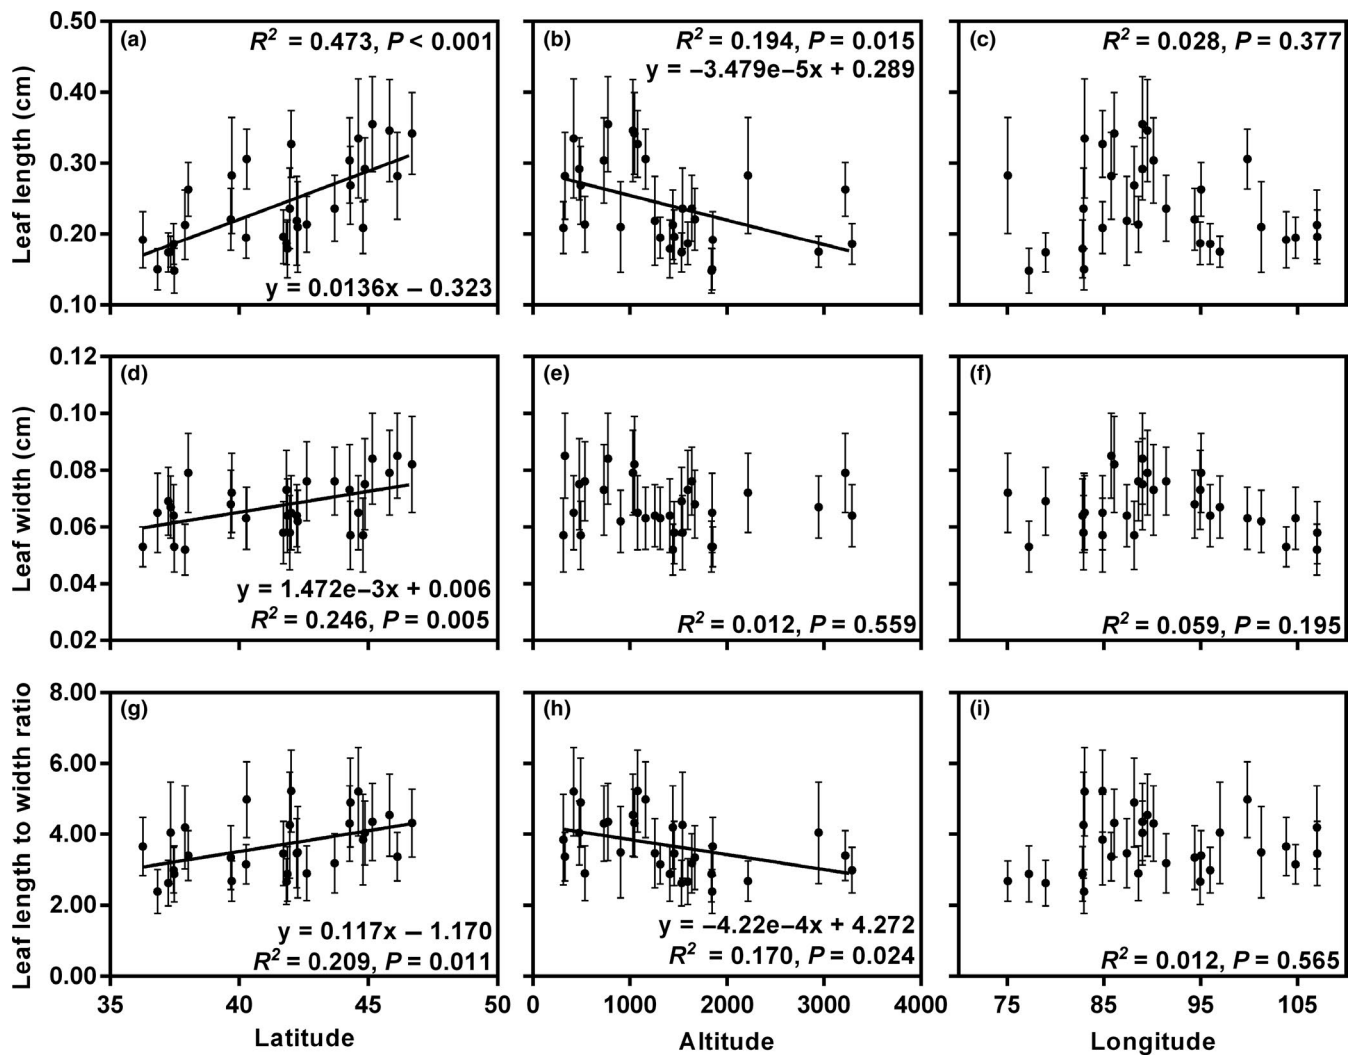 Leaf length (cm)
0.50
0.40
0.30
0.20
0.10
(a)
R² = 0.473, P < 0.001
y = 0.0136x – 0.323
(b)
R² = 0.194, P = 0.015
y = –3.479e–5x + 0.289
(c)
R² = 0.028, P = 0.377
Leaf width (cm)
0.12
0.10
0.08
0.06
0.04
0.02
(d)
y = 1.472e–3x + 0.006
R² = 0.246, P = 0.005
(e)
R² = 0.012, P = 0.559
(f)
R² = 0.059, P = 0.195
Leaf length to width ratio
8.00
6.00
4.00
2.00
0.00
(g)
y = 0.117x – 1.170
R² = 0.209, P = 0.011
(h)
y = –4.22e–4x + 4.272
R² = 0.170, P = 0.024
(i)
R² = 0.012, P = 0.565
35 40 45 50
0 1000 2000 3000 4000
75 85 95 105
Latitude
Altitude
Longitude